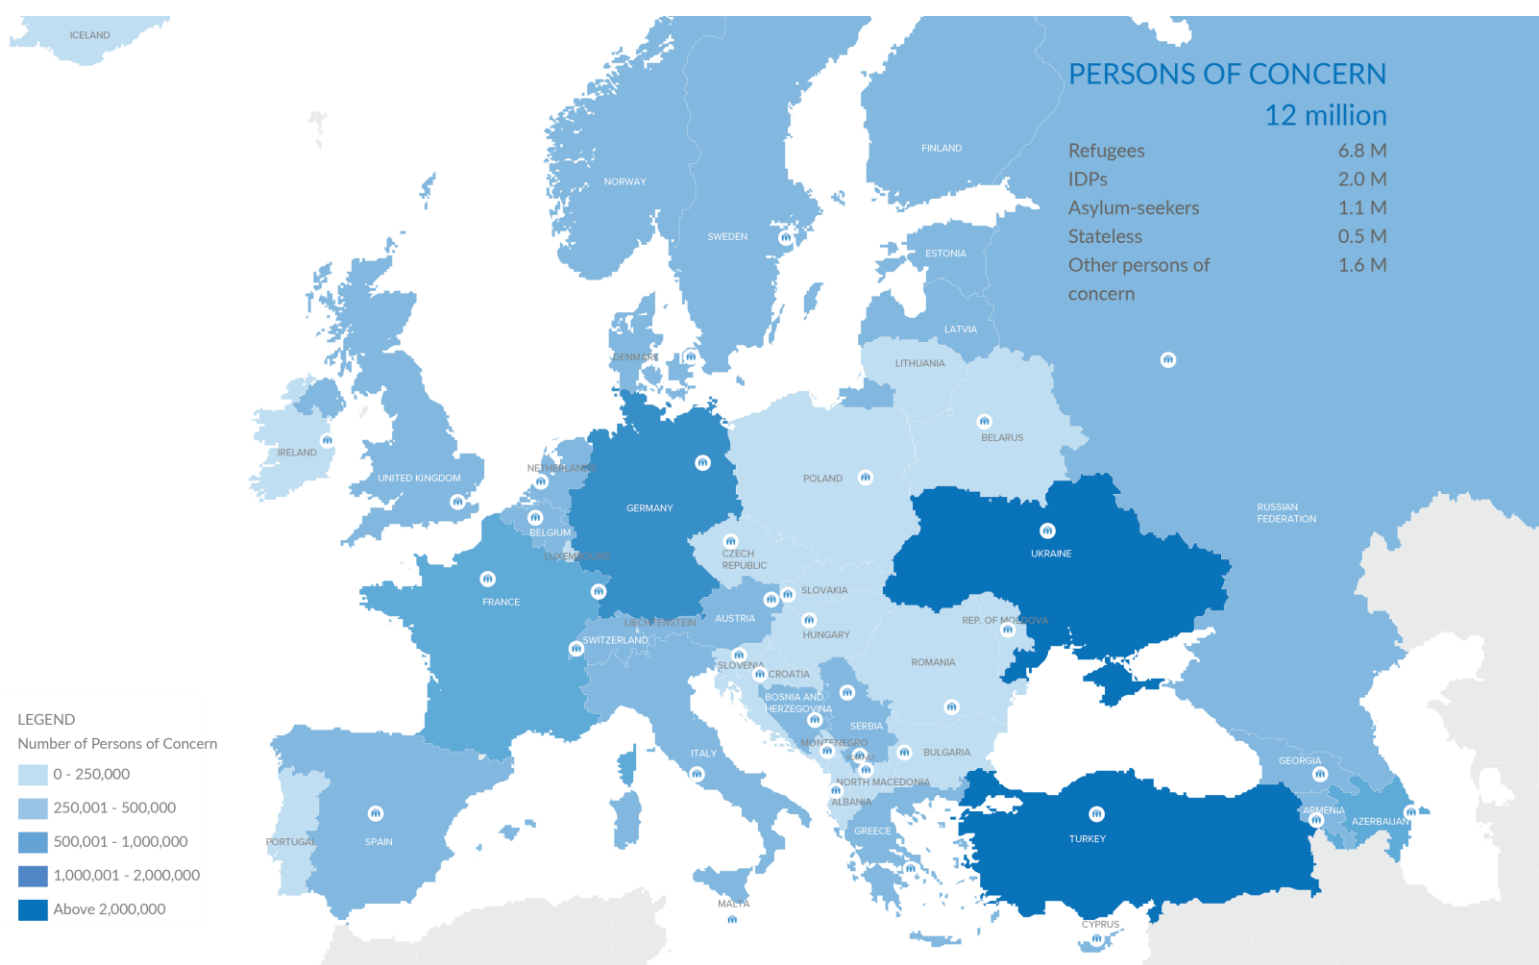 ICELAND
PERSONS OF CONCERN
12 million
Refugees 6.8 M
IDPs 2.0 M
Asylum-seekers 1.1 M
Stateless 0.5 M
Other persons of 1.6 M
concern
FINLAND
NORWAY
SWEDEN
ESTONIA
LATVIA
DENMARK
LITHUANIA
BELARUS
IRELAND
UNITED KINGDOM
NETHERLANDS
POLAND
GERMANY
RUSSIAN
FEDERATION
BELGIUM
LUXEMBOURG
CZECH
REPUBLIC
UKRAINE
FRANCE
SLOVAKIA
AUSTRIA
LIECHTENSTEIN
REP. OF MOLDOVA
SWITZERLAND
HUNGARY
SLOVENIA
ROMANIA
CROATIA
BOSNIA AND
HERZEGOVINA
SERBIA
MONTENEGRO
BULGARIA
ITALY
GEORGIA
NORTH MACEDONIA
ALBANIA
ARMENIA
AZERBAIJAN
GREECE
TURKEY
PORTUGAL
SPAIN
MALTA
CYPRUS
LEGEND
Number of Persons of Concern
0 - 250,000
250,001 - 500,000
500,001 - 1,000,000
1,000,001 - 2,000,000
Above 2,000,000